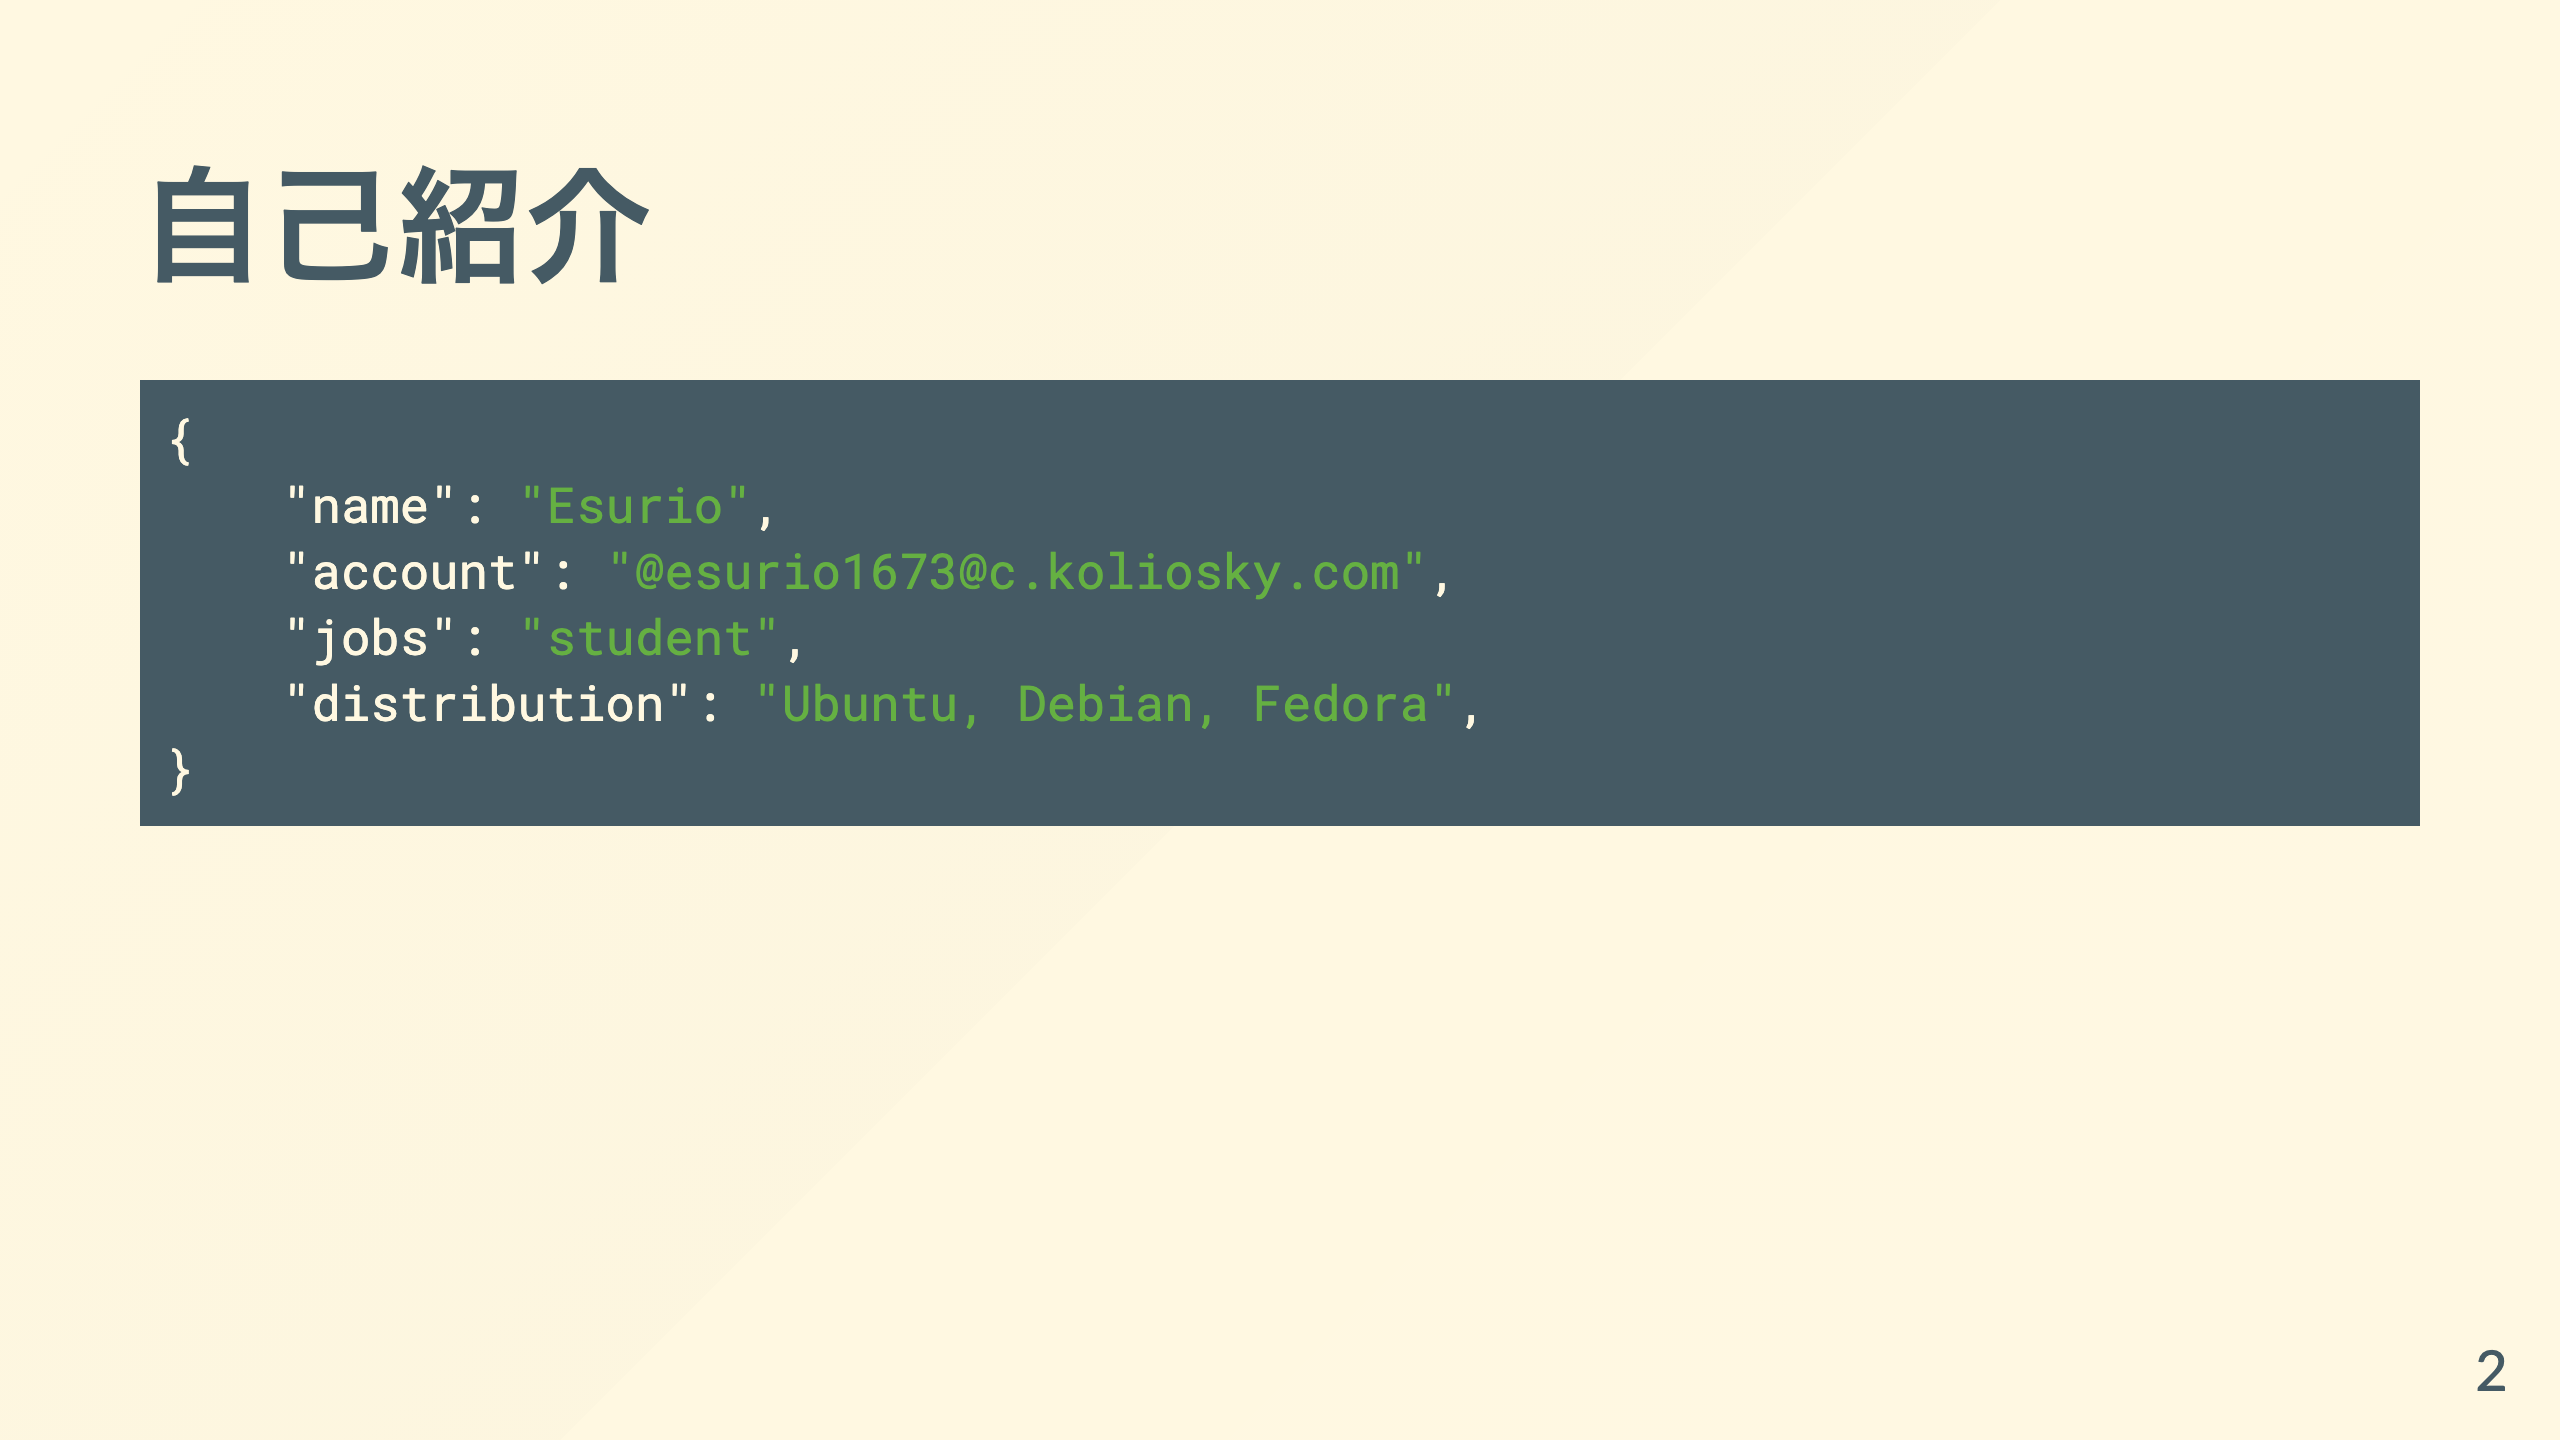 自己紹介
{
    "name": "Esurio",
    "account": "@esurio1673@c.koliosky.com",
    "jobs": "student",
    "distribution": "Ubuntu, Debian, Fedora",
}
2